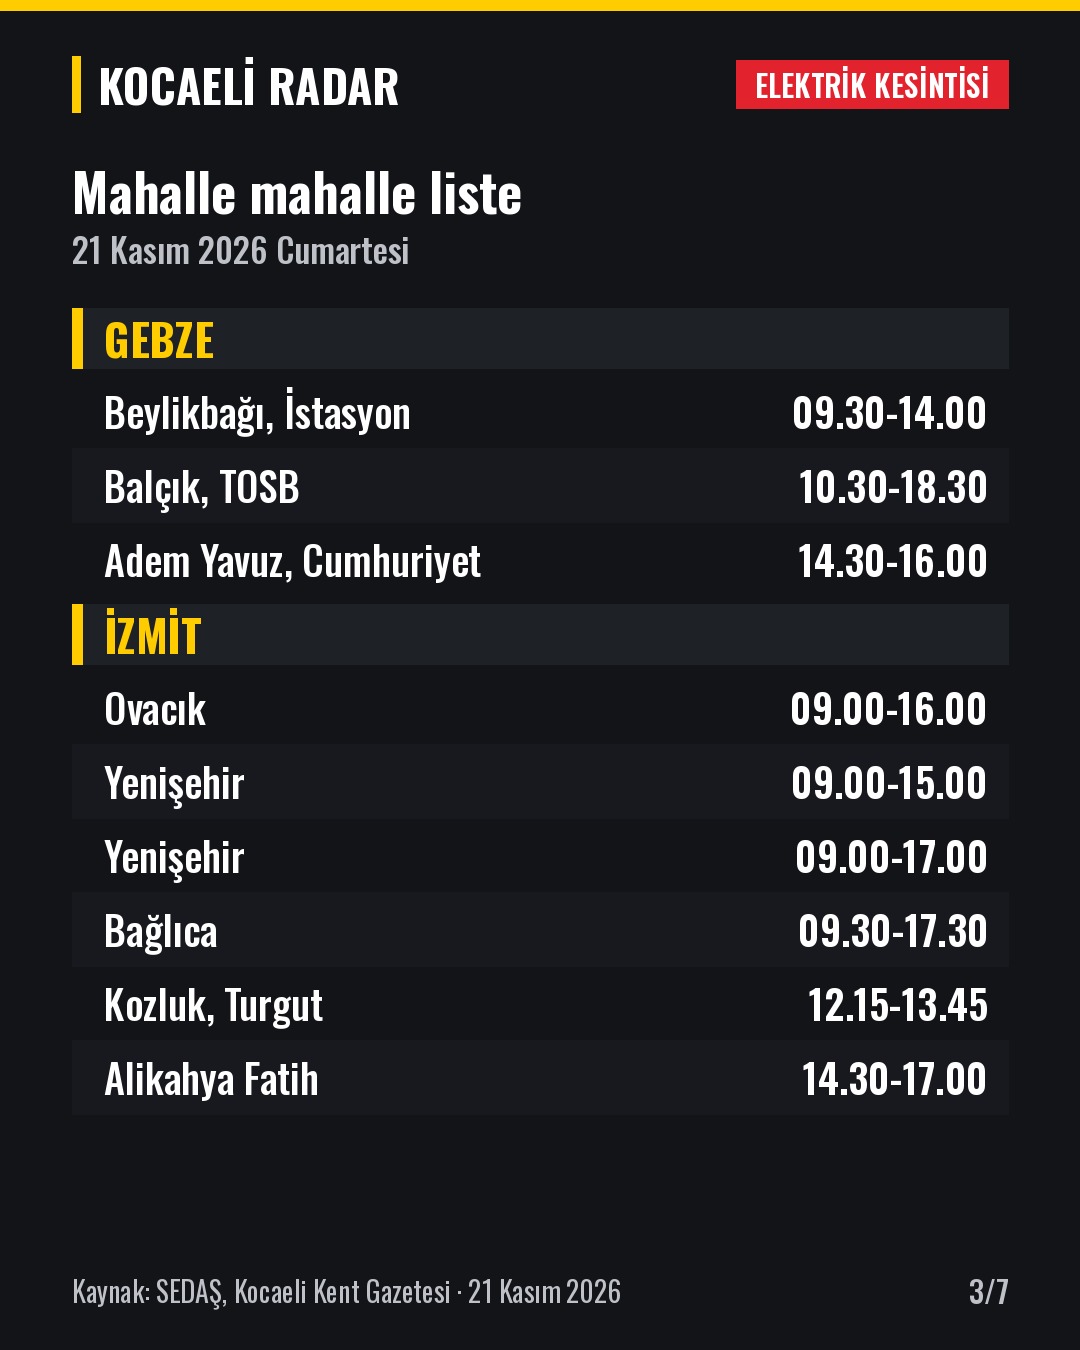 KOCAELİ RADAR
ELEKTRİK KESİNTİSİ
Mahalle mahalle liste
21 Kasım 2026 Cumartesi
GEBZE
Beylikbağı, İstasyon 09.30-14.00
Balçık, TOSB 10.30-18.30
Adem Yavuz, Cumhuriyet 14.30-16.00
İZMİT
Ovacık 09.00-16.00
Yenişehir 09.00-15.00
Yenişehir 09.00-17.00
Bağlıca 09.30-17.30
Kozluk, Turgut 12.15-13.45
Alikahya Fatih 14.30-17.00
Kaynak: SEDAŞ, Kocaeli Kent Gazetesi · 21 Kasım 2026 3/7